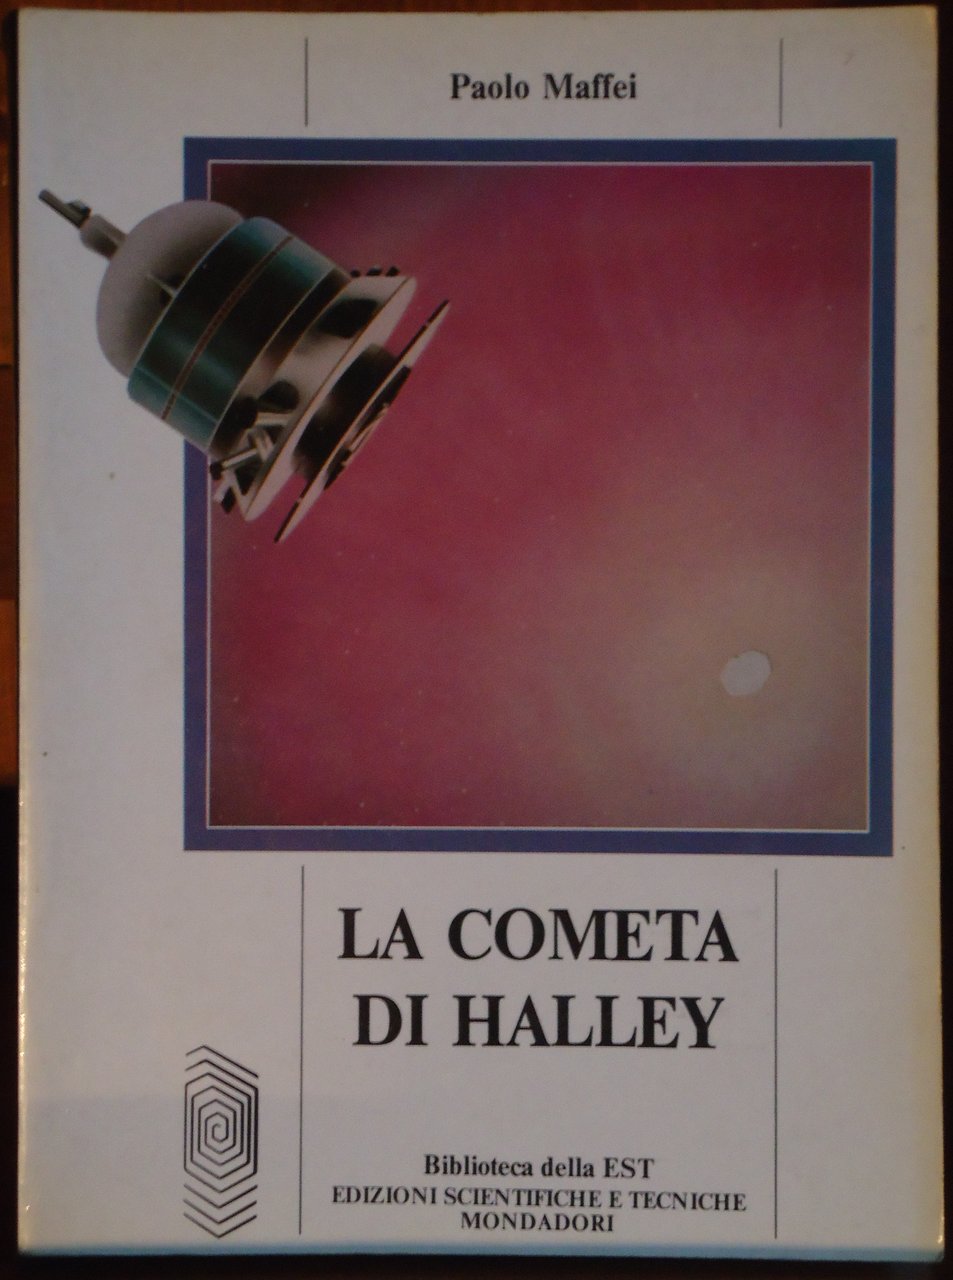 Paolo Maffei
LA COMETA
DI HALLEY
Biblioteca della EST
EDIZIONI SCIENTIFICHE E TECNICHE
MONDADORI